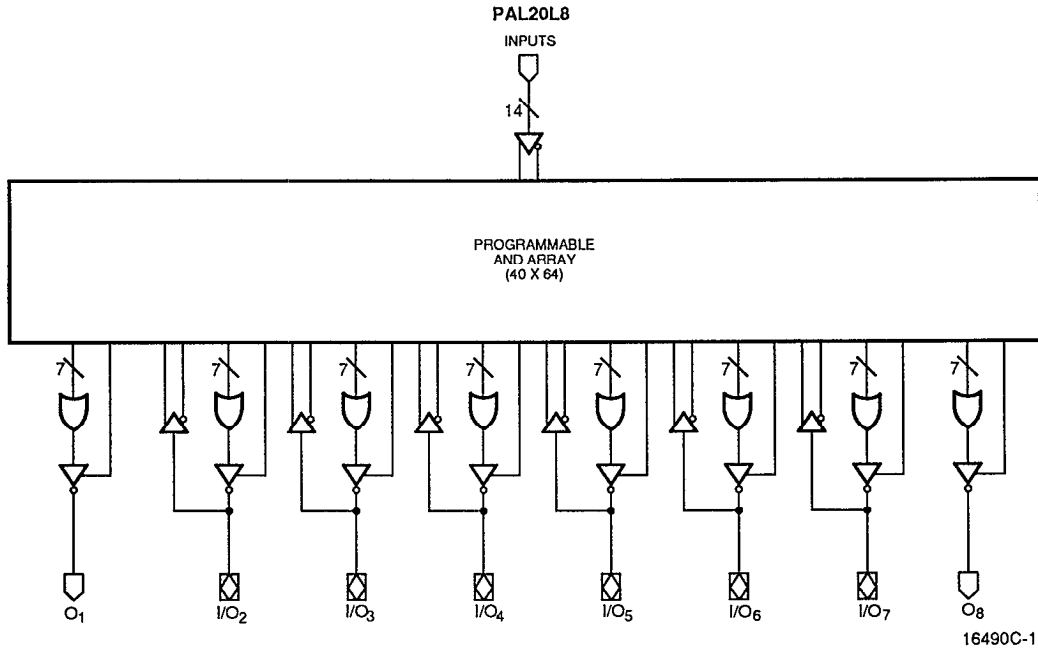 PAL20L8
INPUTS
14
PROGRAMMABLE
AND ARRAY
(40 X 64)
7 7 7 7 7 7 7 7
O1 I/O2 I/O3 I/O4 I/O5 I/O6 I/O7 O8
16490C-1